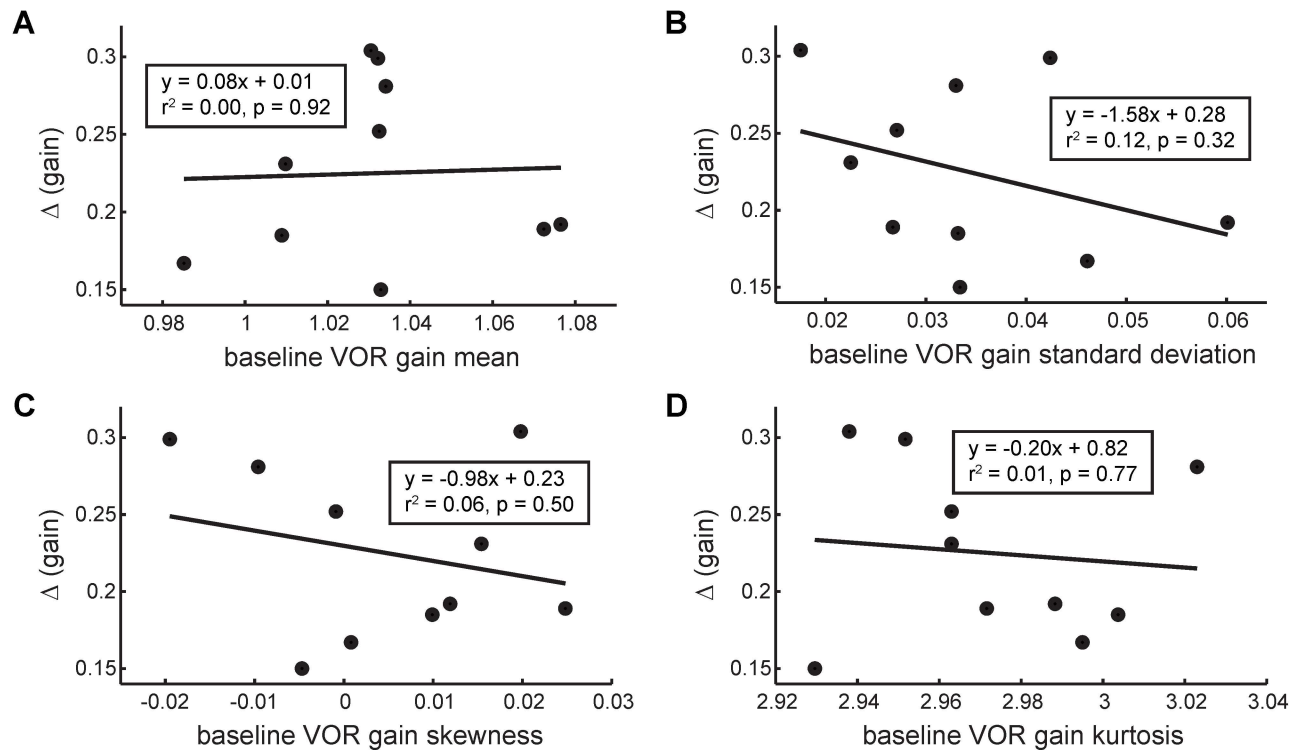 A
0.3
0.25
0.2
0.15
Δ (gain)
y = 0.08x + 0.01
r² = 0.00, p = 0.92
0.98
1
1.02
1.04
1.06
1.08
baseline VOR gain mean
B
0.3
0.25
0.2
0.15
Δ (gain)
y = -1.58x + 0.28
r² = 0.12, p = 0.32
0.02
0.03
0.04
0.05
0.06
baseline VOR gain standard deviation
C
0.3
0.25
0.2
0.15
Δ (gain)
y = -0.98x + 0.23
r² = 0.06, p = 0.50
-0.02
-0.01
0
0.01
0.02
0.03
baseline VOR gain skewness
D
0.3
0.25
0.2
0.15
Δ (gain)
y = -0.20x + 0.82
r² = 0.01, p = 0.77
2.92
2.94
2.96
2.98
3
3.02
3.04
baseline VOR gain kurtosis